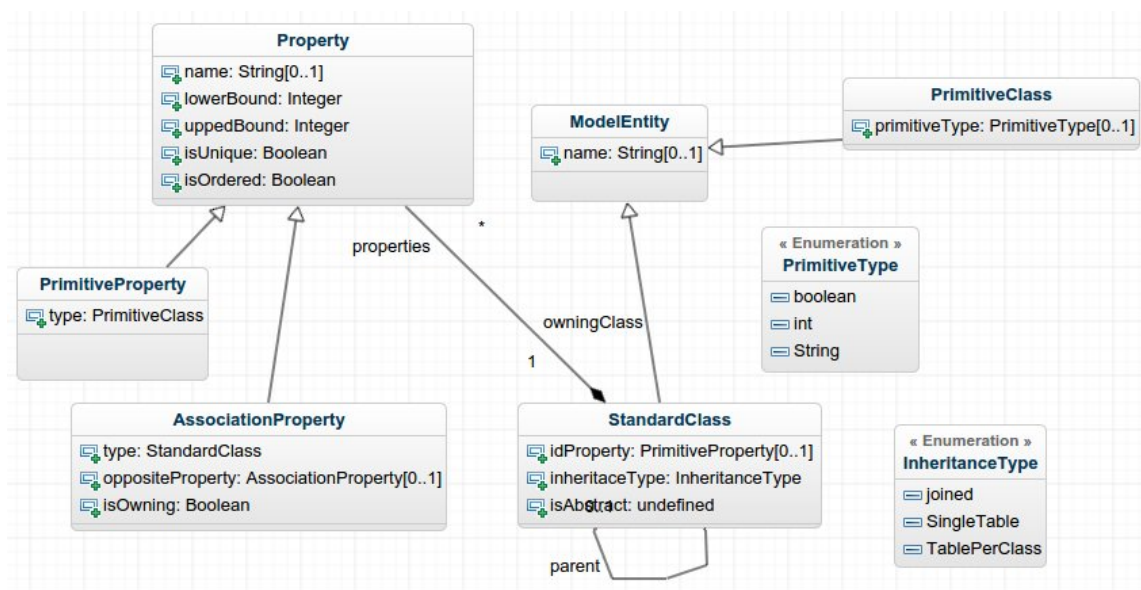 Property
name: String[0..1]
lowerBound: Integer
uppedBound: Integer
isUnique: Boolean
isOrdered: Boolean
ModelEntity
name: String[0..1]
PrimitiveClass
primitiveType: PrimitiveType[0..1]
*
properties
« Enumeration »
PrimitiveType
boolean
int
String
PrimitiveProperty
type: PrimitiveClass
owningClass
1
AssociationProperty
type: StandardClass
oppositeProperty: AssociationProperty[0..1]
isOwning: Boolean
StandardClass
idProperty: PrimitiveProperty[0..1]
inheritaceType: InheritanceType
isAbstract: undefined
0..1
parent
« Enumeration »
InheritanceType
joined
SingleTable
TablePerClass